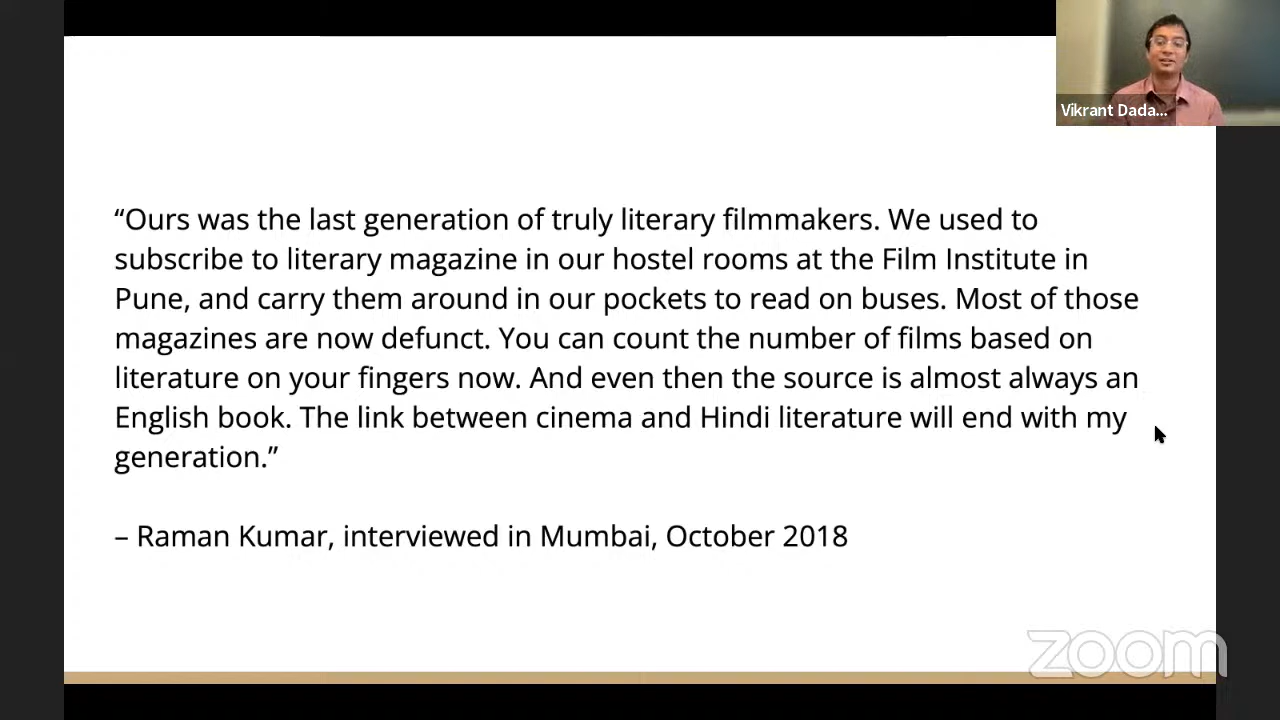 Vikrant Dada...
“Ours was the last generation of truly literary filmmakers. We used to
subscribe to literary magazine in our hostel rooms at the Film Institute in
Pune, and carry them around in our pockets to read on buses. Most of those
magazines are now defunct. You can count the number of films based on
literature on your fingers now. And even then the source is almost always an
English book. The link between cinema and Hindi literature will end with my
generation.”
– Raman Kumar, interviewed in Mumbai, October 2018
zoom